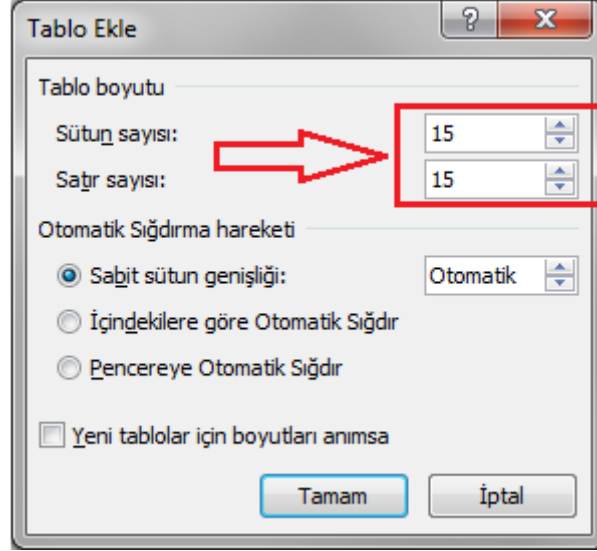 Tablo Ekle
Tablo boyutu
Sütun sayısı: 15
Satır sayısı: 15
Otomatik Sığdırma hareketi
Sabit sütun genişliği: Otomatik
İçindekilere göre Otomatik Sığdır
Pencereye Otomatik Sığdır
Yeni tablolar için boyutları anımsa
Tamam İptal